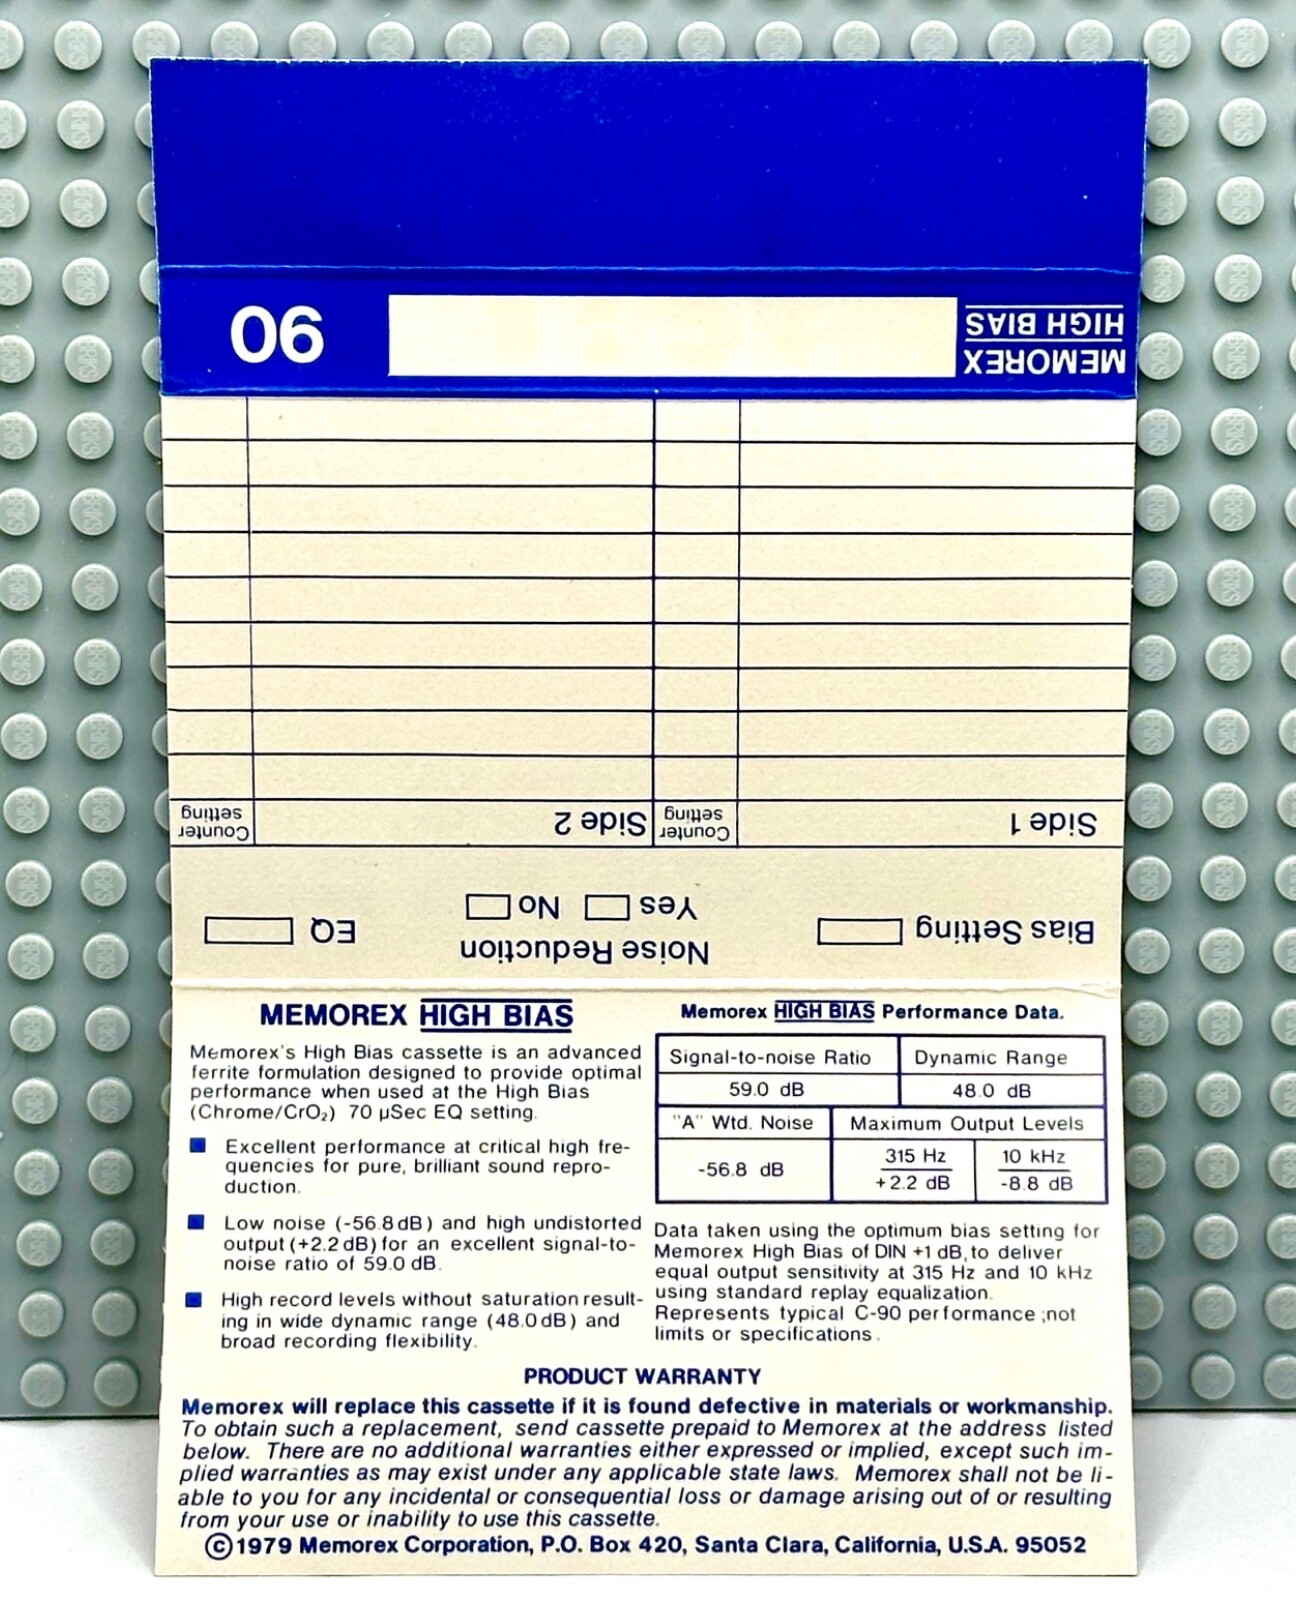 MEMOREX
HIGH BIAS
90
Bias Setting
Noise Reduction
Yes
No
EQ
Side 1
Counter
setting
Side 2
Counter
setting
MEMOREX HIGH BIAS
Memorex's High Bias cassette is an advanced
ferrite formulation designed to provide optimal
performance when used at the High Bias
(Chrome/CrO₂) 70 µSec EQ setting.
Excellent performance at critical high fre-
quencies for pure, brilliant sound repro-
duction.
Low noise (-56.8dB) and high undistorted
output (+2.2 dB) for an excellent signal-to-
noise ratio of 59.0 dB.
High record levels without saturation result-
ing in wide dynamic range (48.0dB) and
broad recording flexibility.
Memorex HIGH BIAS Performance Data.
Signal-to-noise Ratio
Dynamic Range
59.0 dB
48.0 dB
"A" Wtd. Noise
Maximum Output Levels
-56.8 dB
315 Hz
+2.2 dB
10 kHz
-8.8 dB
Data taken using the optimum bias setting for
Memorex High Bias of DIN +1 dB, to deliver
equal output sensitivity at 315 Hz and 10 kHz
using standard replay equalization.
Represents typical C-90 performance ;not
limits or specifications.
PRODUCT WARRANTY
Memorex will replace this cassette if it is found defective in materials or workmanship.
To obtain such a replacement, send cassette prepaid to Memorex at the address listed
below. There are no additional warranties either expressed or implied, except such im-
plied warranties as may exist under any applicable state laws. Memorex shall not be li-
able to you for any incidental or consequential loss or damage arising out of or resulting
from your use or inability to use this cassette.
©1979 Memorex Corporation, P.O. Box 420, Santa Clara, California, U.S.A. 95052